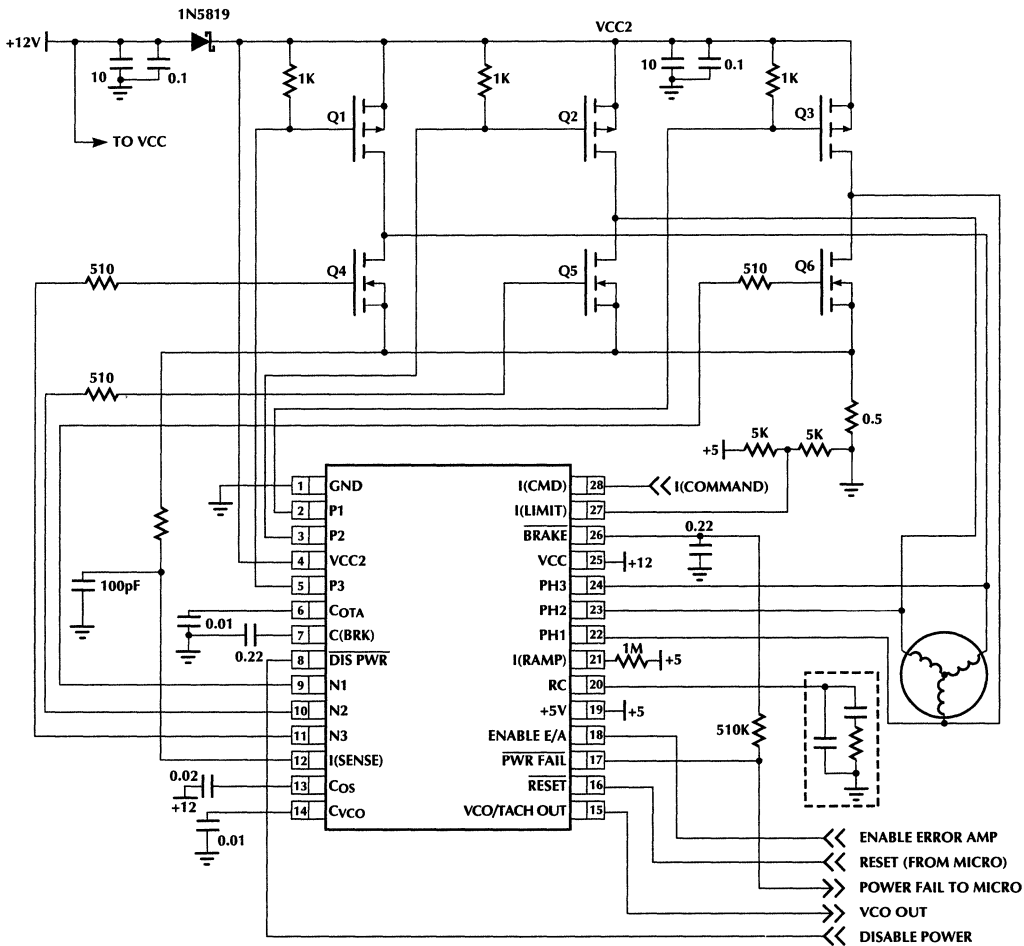 1N5819
+12V
VCC2
10
0.1
1K
1K
10
0.1
1K
Q1
Q2
Q3
TO VCC
510
Q4
Q5
510
Q6
510
0.5
5K
5K
+5
1
GND
2
P1
3
P2
4
VCC2
5
P3
6
COTA
7
C(BRK)
8
DIS PWR
9
N1
10
N2
11
N3
12
I(SENSE)
13
COS
14
CVCO
I(CMD)
28
I(COMMAND)
I(LIMIT)
27
BRAKE
26
0.22
VCC
25
+12
PH3
24
PH2
23
PH1
22
I(RAMP)
21
1M
+5
RC
20
+5V
19
+5
ENABLE E/A
18
510K
PWR FAIL
17
RESET
16
VCO/TACH OUT
15
100pF
0.01
0.22
0.02
+12
0.01
ENABLE ERROR AMP
RESET (FROM MICRO)
POWER FAIL TO MICRO
VCO OUT
DISABLE POWER